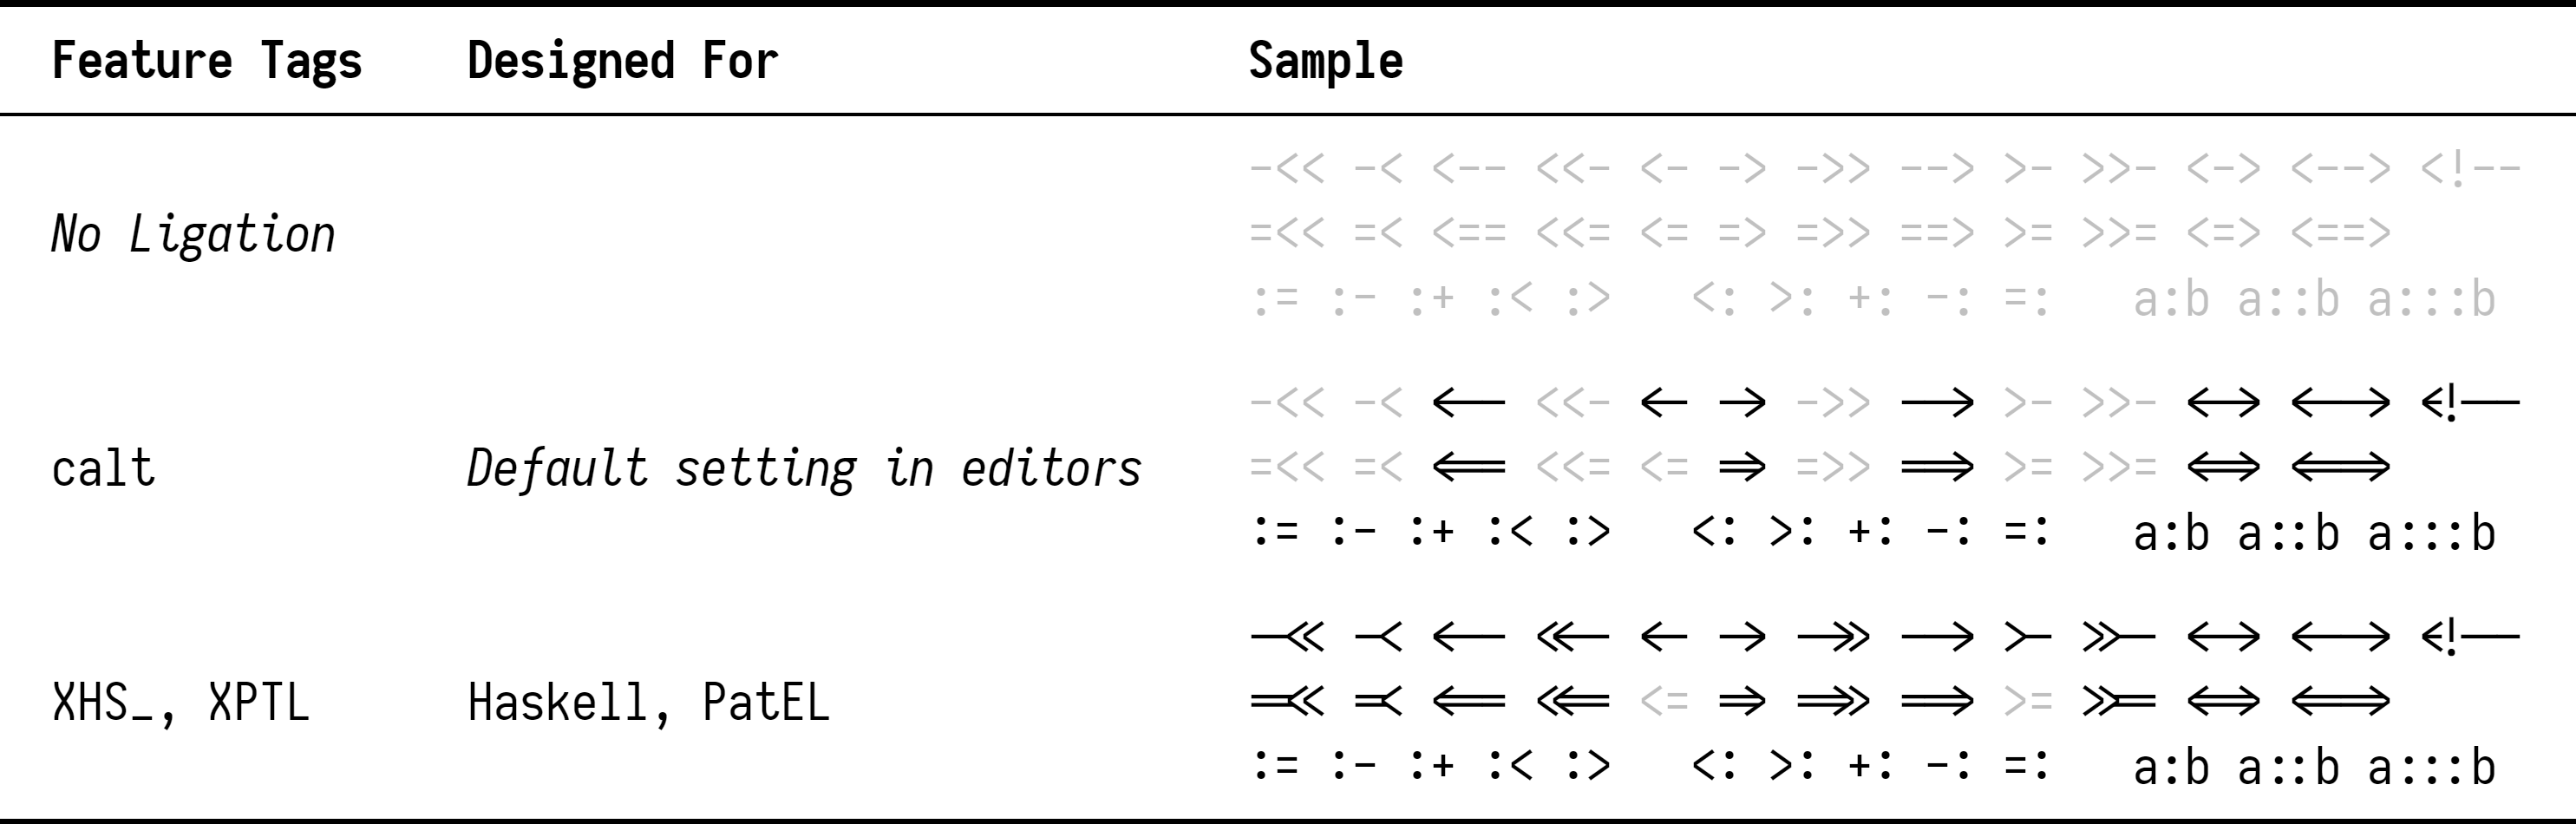 Feature Tags Designed For Sample
-<< -< <-- <<- <- -> ->> --> >- >>- <-> <--> <!--
No Ligation =<< =< <== <<= <= => =>> ==> >= >>= <=> <==>
:= :- :+ :< :> <: >: +: -: =: a:b a::b a:::b
-<< -< <-- <<- <- -> ->> --> >- >>- <-> <--> <!--
calt Default setting in editors =<< =< <== <<= <= => =>> ==> >= >>= <=> <==>
:= :- :+ :< :> <: >: +: -: =: a:b a::b a:::b
-<< -< <-- <<- <- -> ->> --> >- >>- <-> <--> <!--
XHS_, XPTL Haskell, PatEL =<< =< <== <<= <= => =>> ==> >= >>= <=> <==>
:= :- :+ :< :> <: >: +: -: =: a:b a::b a:::b